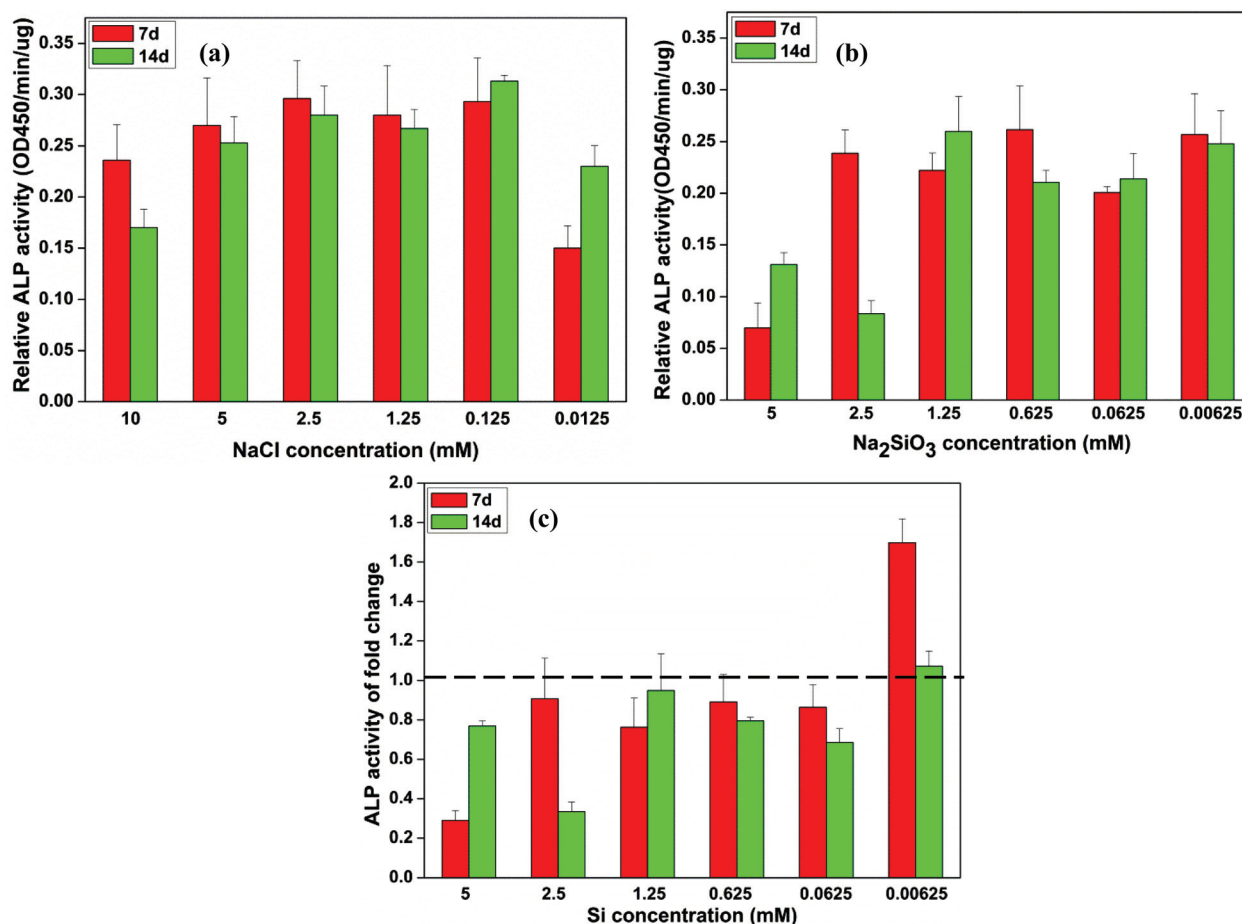 7d
14d
(a)
Relative ALP activity (OD450/min/ug)
0.35
0.30
0.25
0.20
0.15
0.10
0.05
0.00
10 5 2.5 1.25 0.125 0.0125
NaCl concentration (mM)
7d
14d
(b)
Relative ALP activity(OD450/min/ug)
0.35
0.30
0.25
0.20
0.15
0.10
0.05
0.00
5 2.5 1.25 0.625 0.0625 0.00625
Na₂SiO₃ concentration (mM)
7d
14d
(c)
ALP activity of fold change
2.0
1.8
1.6
1.4
1.2
1.0
0.8
0.6
0.4
0.2
0.0
5 2.5 1.25 0.625 0.0625 0.00625
Si concentration (mM)